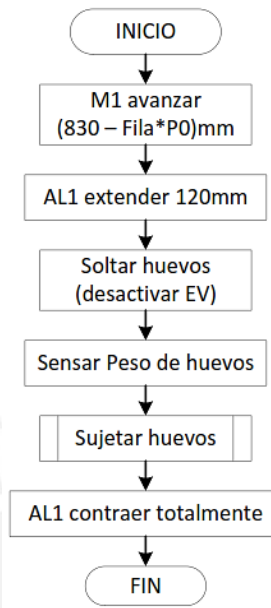 INICIO
M1 avanzar
(830 – Fila*P0)mm
AL1 extender 120mm
Soltar huevos
(desactivar EV)
Sensar Peso de huevos
Sujetar huevos
AL1 contraer totalmente
FIN